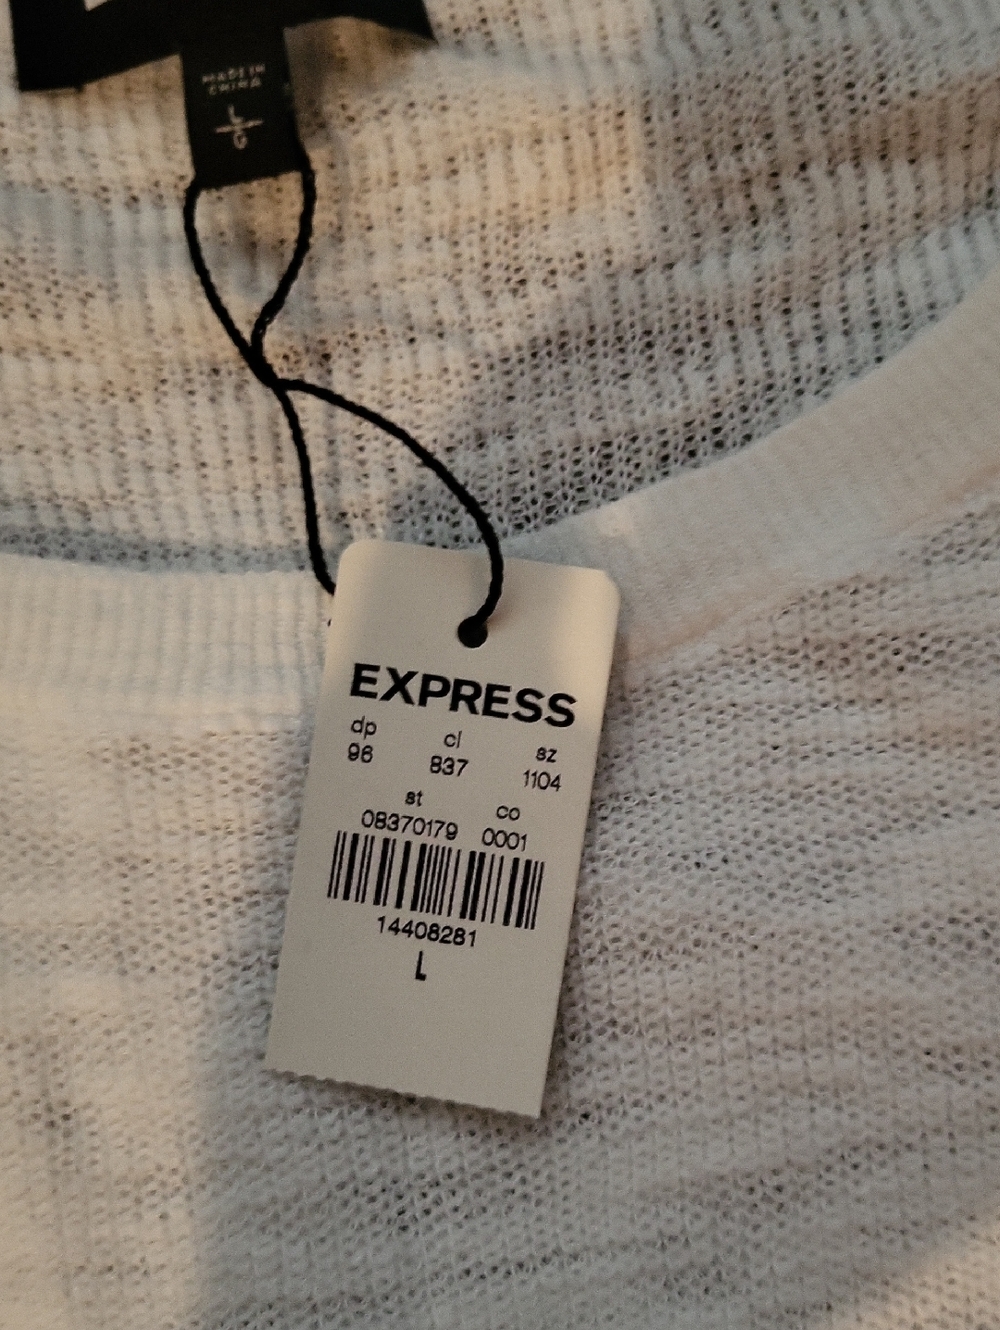 MADE IN
CHINA
L
G
EXPRESS
dp cl sz
96 837 1104
st co
08370179 0001
14408281
L